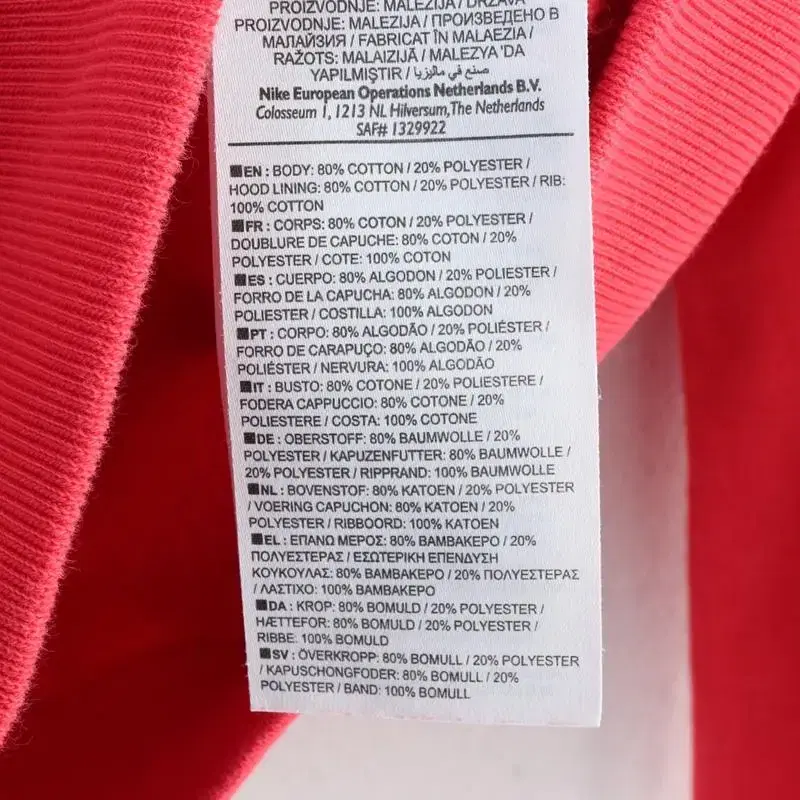 PROIZVODNJE: MALEZIJA / DRŽAVA
PROIZVODNJE: MALEZIJA / ПРОИЗВЕДЕНО В
МАЛАЙЗИЯ / FABRICAT ÎN MALAEZIA /
RAŽOTS: MALAIZIJĀ / MALEZYA 'DA
YAPILMIŞTIR / صنع في ماليزيا
Nike European Operations Netherlands B.V.
Colosseum 1, 1213 NL Hilversum,The Netherlands
SAF# 1329922
EN : BODY: 80% COTTON / 20% POLYESTER /
HOOD LINING: 80% COTTON / 20% POLYESTER / RIB:
100% COTTON
FR : CORPS: 80% COTON / 20% POLYESTER /
DOUBLURE DE CAPUCHE: 80% COTON / 20%
POLYESTER / COTE: 100% COTON
ES : CUERPO: 80% ALGODON / 20% POLIESTER /
FORRO DE LA CAPUCHA: 80% ALGODON / 20%
POLIESTER / COSTILLA: 100% ALGODON
PT : CORPO: 80% ALGODÃO / 20% POLIÉSTER /
FORRO DE CARAPUÇO: 80% ALGODÃO / 20%
POLIÉSTER / NERVURA: 100% ALGODÃO
IT : BUSTO: 80% COTONE / 20% POLIESTERE /
FODERA CAPPUCCIO: 80% COTONE / 20%
POLIESTERE / COSTA: 100% COTONE
DE : OBERSTOFF: 80% BAUMWOLLE / 20%
POLYESTER / KAPUZENFUTTER: 80% BAUMWOLLE /
20% POLYESTER / RIPPRAND: 100% BAUMWOLLE
NL : BOVENSTOF: 80% KATOEN / 20% POLYESTER
/ VOERING CAPUCHON: 80% KATOEN / 20%
POLYESTER / RIBBOORD: 100% KATOEN
EL : ΕΠΑΝΩ ΜΕΡΟΣ: 80% ΒΑΜΒΑΚΕΡΟ / 20%
ΠΟΛΥΕΣΤΕΡΑΣ / ΕΣΩΤΕΡΙΚΗ ΕΠΕΝΔΥΣΗ
ΚΟΥΚΟΥΛΑΣ: 80% ΒΑΜΒΑΚΕΡΟ / 20% ΠΟΛΥΕΣΤΕΡΑΣ
/ ΛΑΣΤΙΧΟ: 100% ΒΑΜΒΑΚΕΡΟ
DA : KROP: 80% BOMULD / 20% POLYESTER /
HÆTTEFOR: 80% BOMULD / 20% POLYESTER /
RIBBE: 100% BOMULD
SV : ÖVERKROPP: 80% BOMULL / 20% POLYESTER
/ KAPUSCHONGFODER: 80% BOMULL / 20%
POLYESTER / BAND: 100% BOMULL